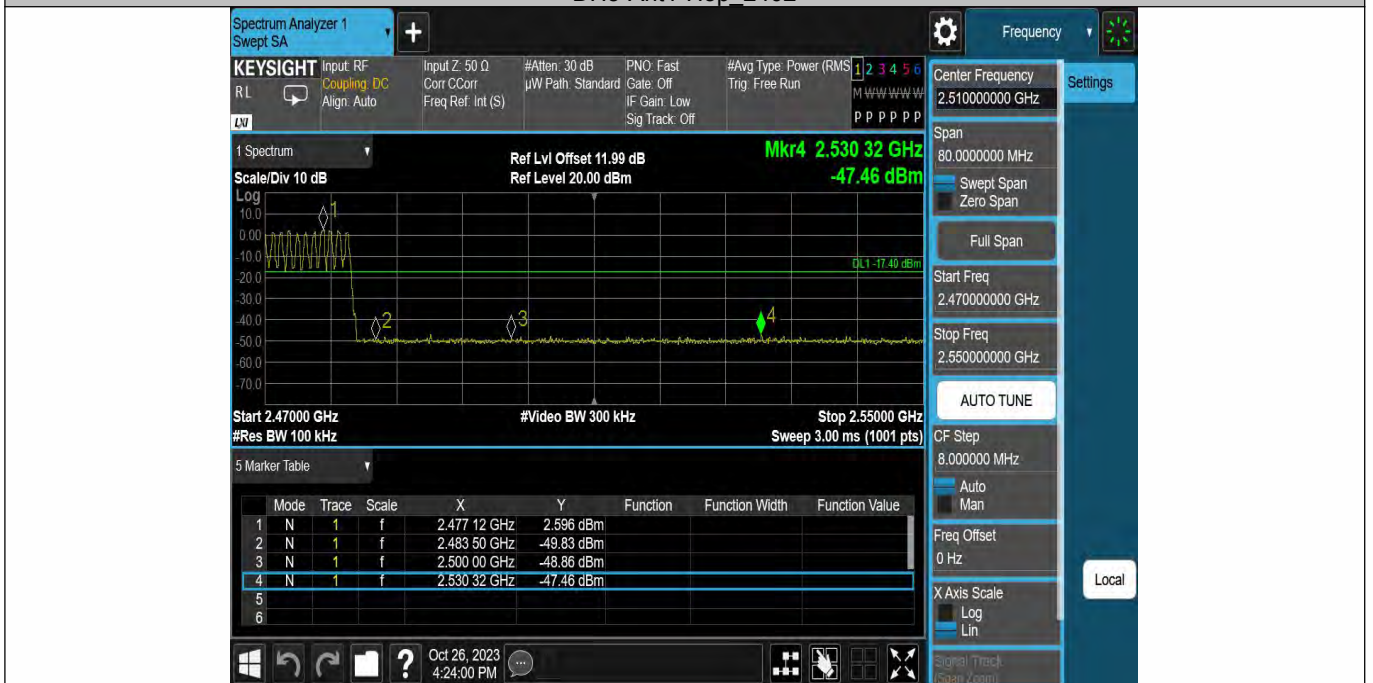 Spectrum Analyzer 1
Swept SA
+
Frequency
KEYSIGHT
RL
LXI
Input: RF
Coupling: DC
Align: Auto
Input Z: 50 Ω
Corr CCorr
Freq Ref: Int (S)
#Atten: 30 dB
µW Path: Standard
PNO: Fast
Gate: Off
IF Gain: Low
Sig Track: Off
#Avg Type: Power (RMS
Trig: Free Run
1 2 3 4 5 6
M W W W W W
P P P P P P
Center Frequency
2.510000000 GHz
Settings
1 Spectrum
Scale/Div 10 dB
Ref Lvl Offset 11.99 dB
Ref Level 20.00 dBm
Mkr4 2.530 32 GHz
-47.46 dBm
Span
80.0000000 MHz
Swept Span
Zero Span
Full Span
Start Freq
2.470000000 GHz
Stop Freq
2.550000000 GHz
AUTO TUNE
Log
10.0
0.00
-10.0
-20.0
-30.0
-40.0
-50.0
-60.0
-70.0
1
2
3
4
DL1 -17.40 dBm
Start 2.47000 GHz
#Video BW 300 kHz
Stop 2.55000 GHz
#Res BW 100 kHz
Sweep 3.00 ms (1001 pts)
CF Step
8.000000 MHz
Auto
Man
Freq Offset
0 Hz
X Axis Scale
Log
Lin
Signal Track
(Span Zoom)
Local
5 Marker Table
Mode Trace Scale X Y Function Function Width Function Value
1 N 1 f 2.477 12 GHz 2.596 dBm
2 N 1 f 2.483 50 GHz -49.83 dBm
3 N 1 f 2.500 00 GHz -48.86 dBm
4 N 1 f 2.530 32 GHz -47.46 dBm
5
6
?
Oct 26, 2023
4:24:00 PM